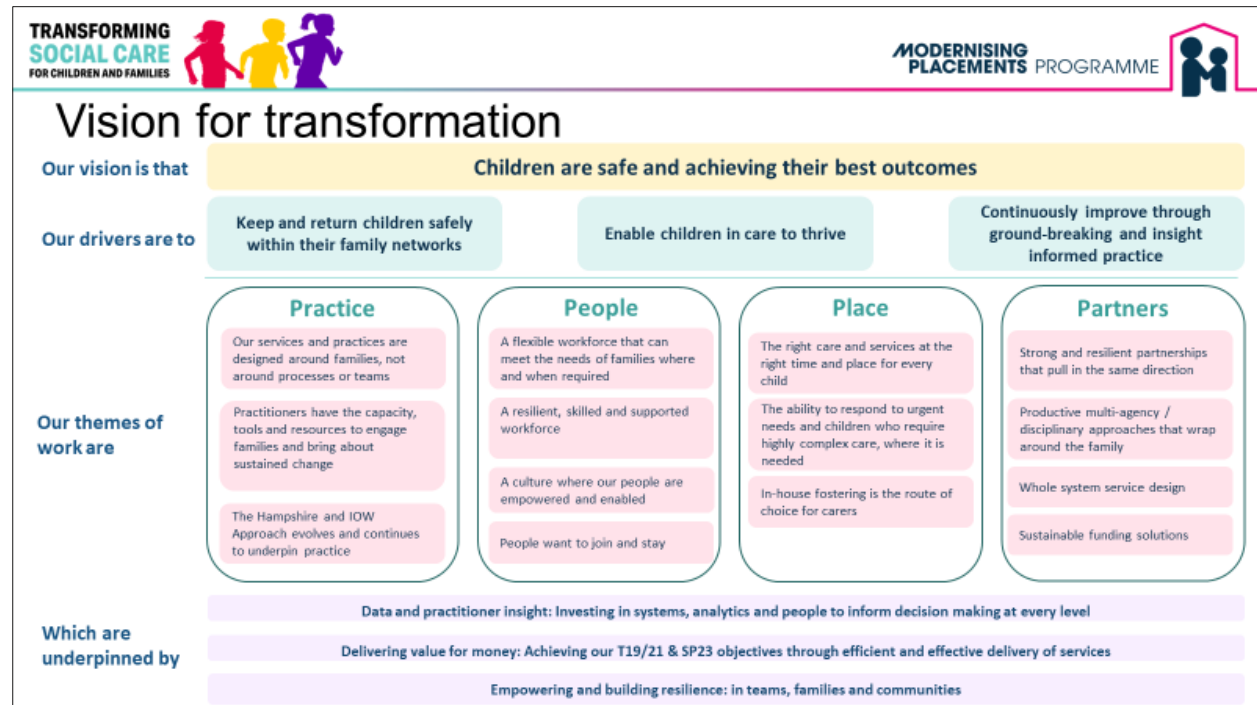 TRANSFORMING
SOCIAL CARE
FOR CHILDREN AND FAMILIES
MODERNISING
PLACEMENTS PROGRAMME
Vision for transformation
Our vision is that
Children are safe and achieving their best outcomes
Our drivers are to
Keep and return children safely
within their family networks
Enable children in care to thrive
Continuously improve through
ground-breaking and insight
informed practice
Our themes of
work are
Practice
Our services and practices are
designed around families, not
around processes or teams
Practitioners have the capacity,
tools and resources to engage
families and bring about
sustained change
The Hampshire and IOW
Approach evolves and continues
to underpin practice
People
A flexible workforce that can
meet the needs of families where
and when required
A resilient, skilled and supported
workforce
A culture where our people are
empowered and enabled
People want to join and stay
Place
The right care and services at the
right time and place for every
child
The ability to respond to urgent
needs and children who require
highly complex care, where it is
needed
In-house fostering is the route of
choice for carers
Partners
Strong and resilient partnerships
that pull in the same direction
Productive multi-agency /
disciplinary approaches that wrap
around the family
Whole system service design
Sustainable funding solutions
Which are
underpinned by
Data and practitioner insight: Investing in systems, analytics and people to inform decision making at every level
Delivering value for money: Achieving our T19/21 & SP23 objectives through efficient and effective delivery of services
Empowering and building resilience: in teams, families and communities